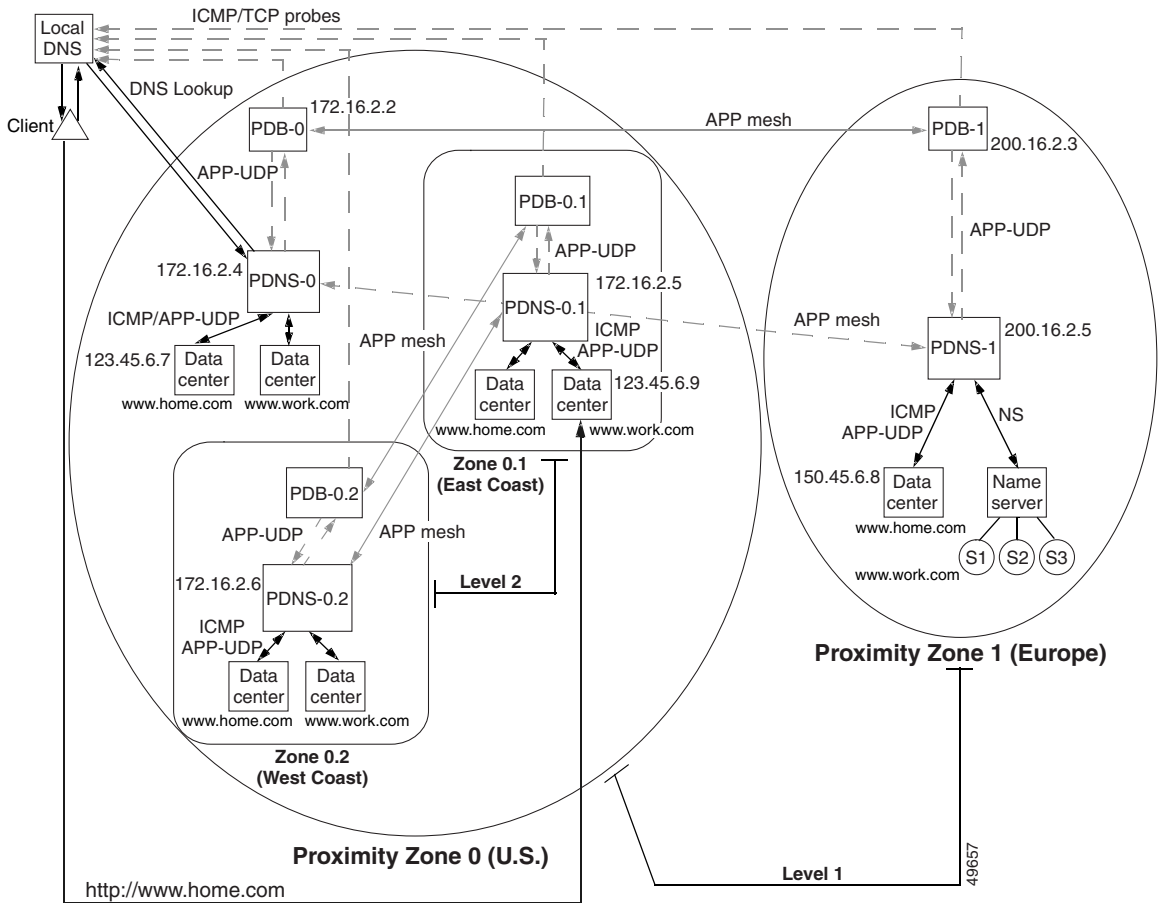 ICMP/TCP probes
Local
DNS
DNS Lookup
Client
172.16.2.2
PDB-0
APP mesh
PDB-1
200.16.2.3
APP-UDP
PDB-0.1
APP-UDP
APP-UDP
172.16.2.4
PDNS-0
172.16.2.5
PDNS-0.1
200.16.2.5
PDNS-1
APP mesh
ICMP/APP-UDP
APP mesh
ICMP
APP-UDP
123.45.6.7
Data
center
Data
center
www.home.com
www.work.com
Data
center
Data
center
123.45.6.9
www.home.com
www.work.com
ICMP
APP-UDP
NS
Zone 0.1
(East Coast)
150.45.6.8
Data
center
Name
server
www.home.com
S1
S2
S3
www.work.com
PDB-0.2
APP-UDP
APP mesh
172.16.2.6
PDNS-0.2
Level 2
ICMP
APP-UDP
Data
center
Data
center
www.home.com
www.work.com
Zone 0.2
(West Coast)
Proximity Zone 1 (Europe)
Proximity Zone 0 (U.S.)
Level 1
49657
http://www.home.com